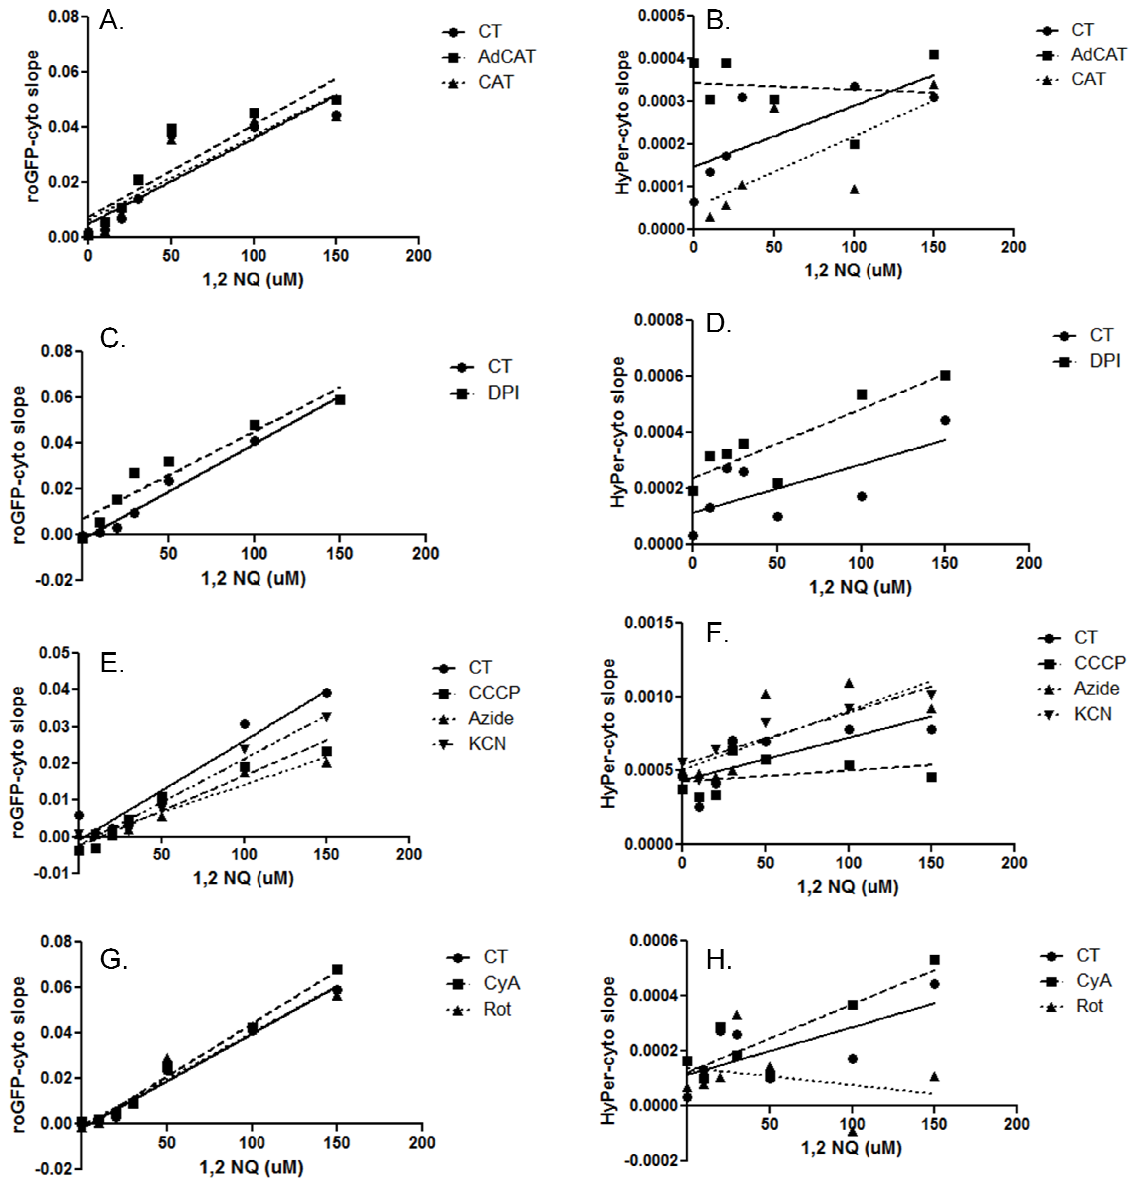 A.
0.08
0.06
0.04
0.02
0.00
0
50
100
150
200
roGFP-cyto slope
1,2 NQ (uM)
CT
AdCAT
CAT
B.
0.0005
0.0004
0.0003
0.0002
0.0001
0.0000
0
50
100
150
200
HyPer-cyto slope
1,2 NQ (uM)
CT
AdCAT
CAT
C.
0.08
0.06
0.04
0.02
0.00
-0.02
50
100
150
200
roGFP-cyto slope
1,2 NQ (uM)
CT
DPI
D.
0.0008
0.0006
0.0004
0.0002
0.0000
0
50
100
150
200
HyPer-cyto slope
1,2 NQ (uM)
CT
DPI
E.
0.05
0.04
0.03
0.02
0.01
0.00
-0.01
50
100
150
200
roGFP-cyto slope
1,2 NQ (uM)
CT
CCCP
Azide
KCN
F.
0.0015
0.0010
0.0005
0.0000
0
50
100
150
200
HyPer-cyto slope
1,2 NQ (uM)
CT
CCCP
Azide
KCN
G.
0.08
0.06
0.04
0.02
0.00
-0.02
50
100
150
200
roGFP-cyto slope
1,2 NQ (uM)
CT
CyA
Rot
H.
0.0006
0.0004
0.0002
0.0000
-0.0002
50
100
150
200
HyPer-cyto slope
1,2 NQ (uM)
CT
CyA
Rot